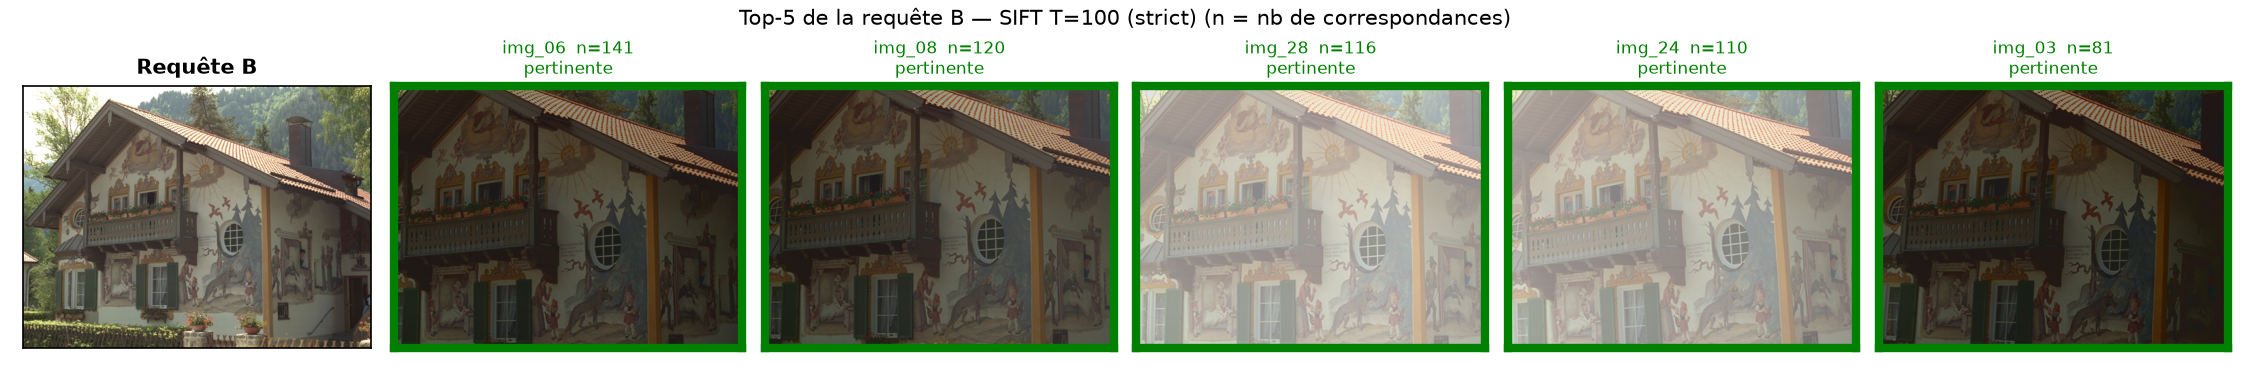 Top-5 de la requête B — SIFT T=100 (strict) (n = nb de correspondances)
Requête B
img_06 n=141
pertinente
img_08 n=120
pertinente
img_28 n=116
pertinente
img_24 n=110
pertinente
img_03 n=81
pertinente